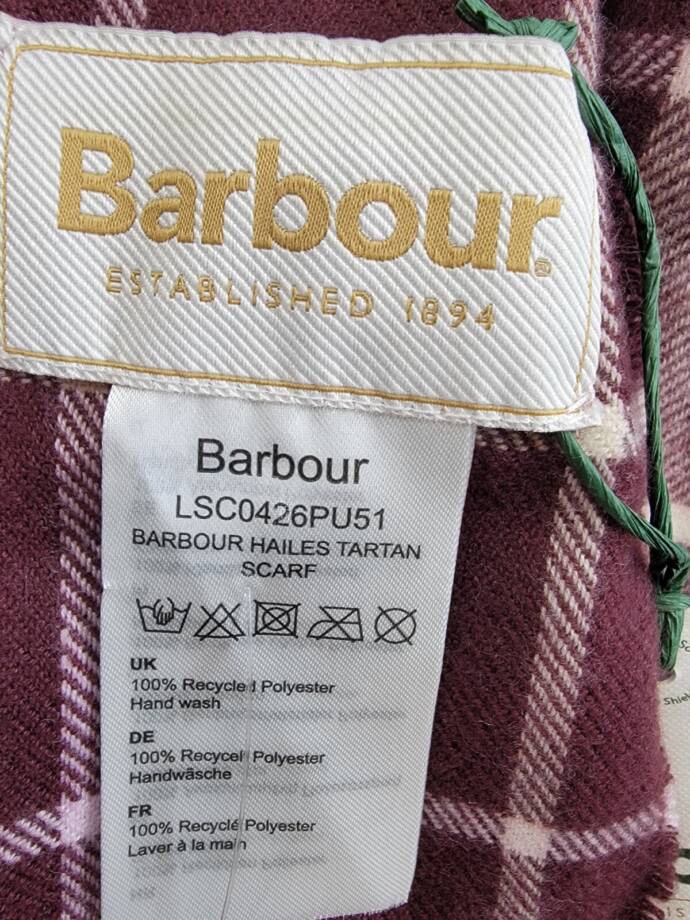 Barbour
ESTABLISHED 1894
Barbour
LSC0426PU51
BARBOUR HAILES TARTAN
SCARF
UK
100% Recycled Polyester
Hand wash
DE
100% Recycel Polyester
Handwäsche
FR
100% Recyclé Polyester
Laver à la main